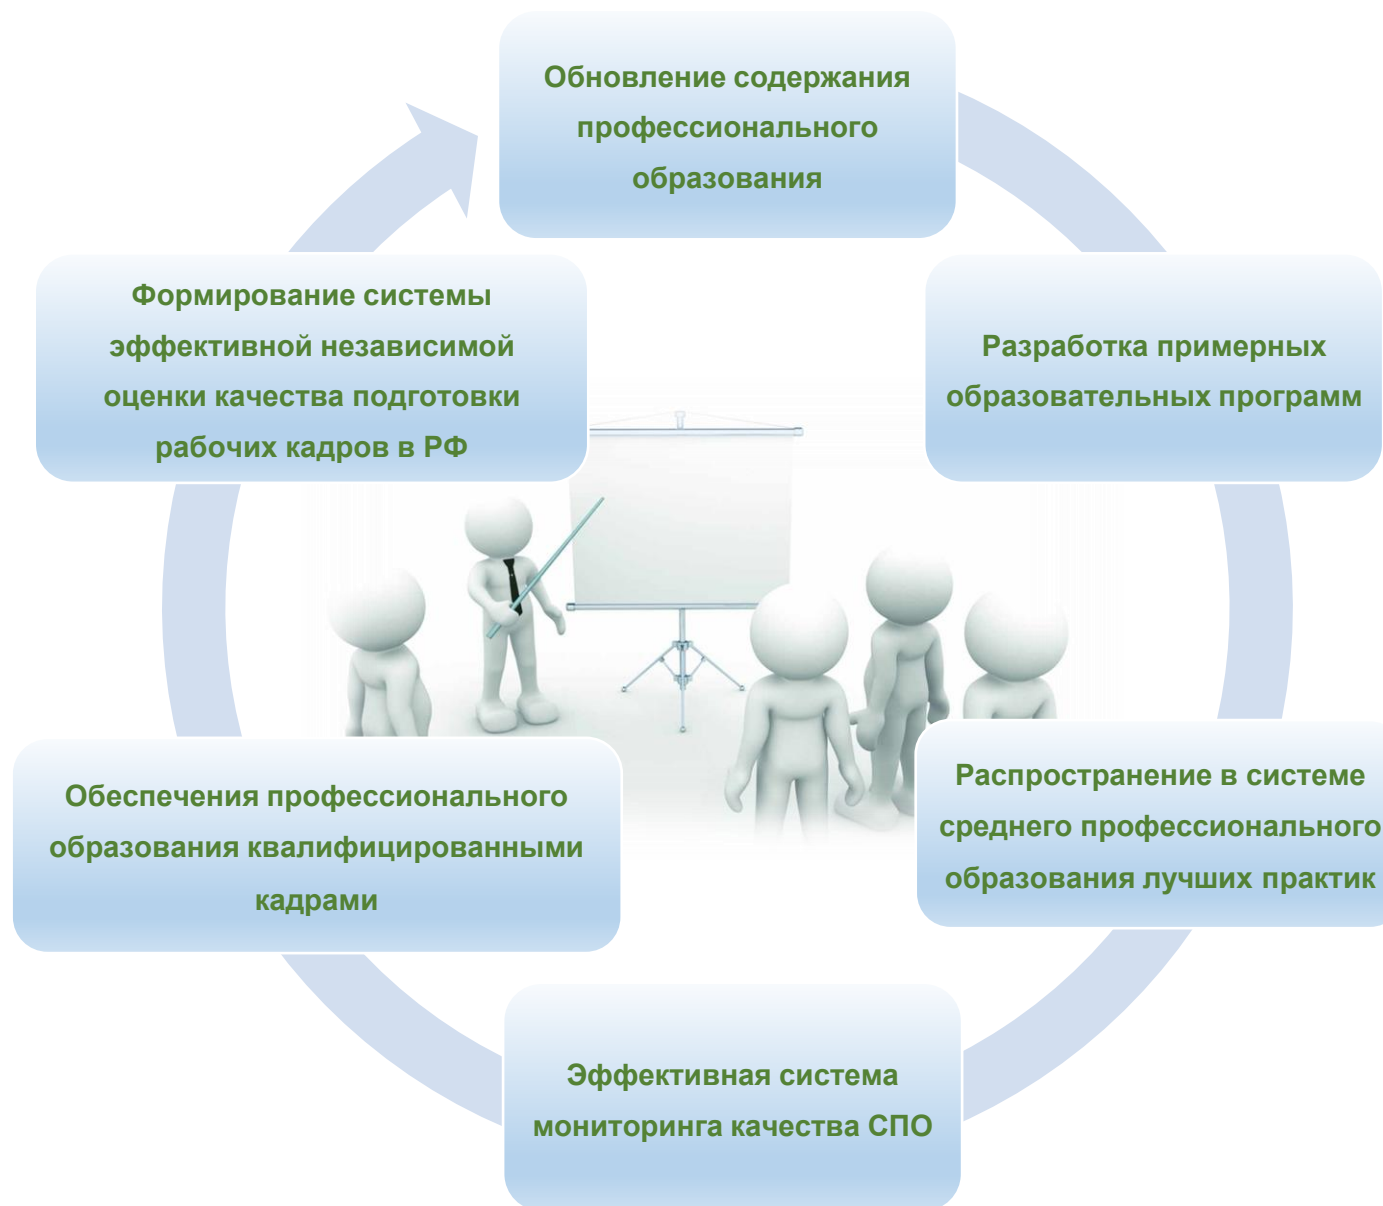 Обновление содержания
профессионального
образования
Разработка примерных
образовательных программ
Распространение в системе
среднего профессионального
образования лучших практик
Эффективная система
мониторинга качества СПО
Обеспечения профессионального
образования квалифицированными
кадрами
Формирование системы
эффективной независимой
оценки качества подготовки
рабочих кадров в РФ